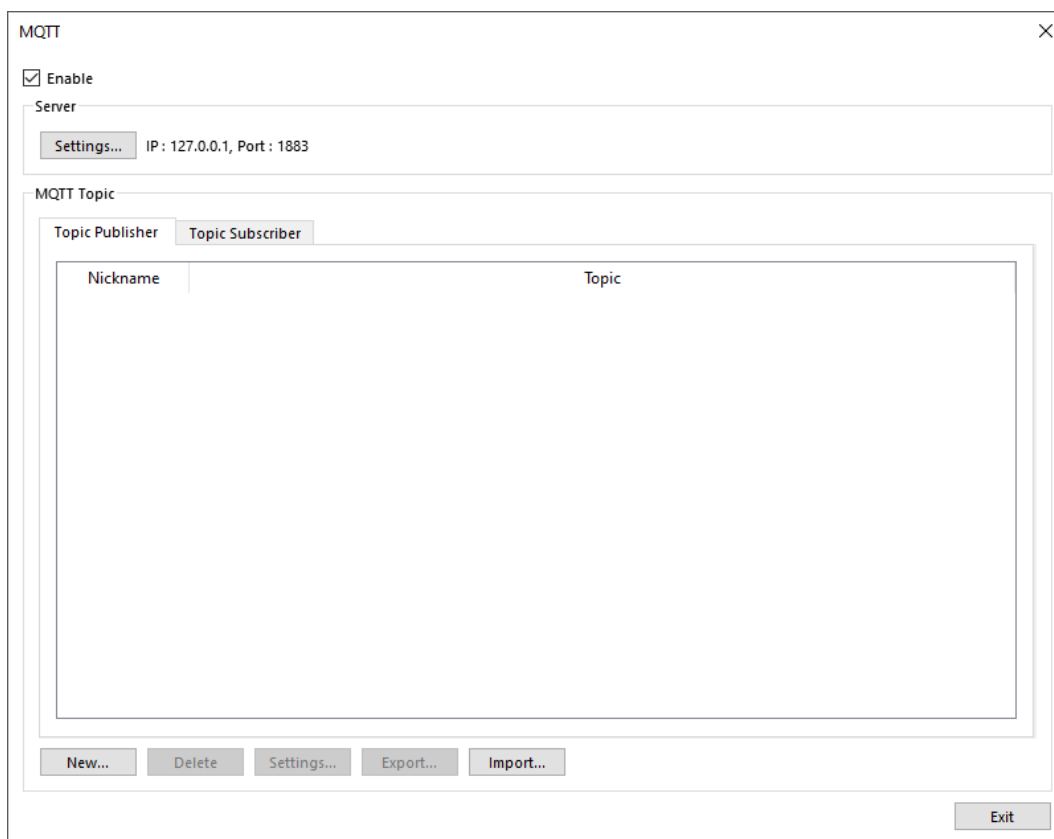 MQTT
Enable
Server
Settings... IP : 127.0.0.1, Port : 1883
MQTT Topic
Topic Publisher Topic Subscriber
Nickname Topic
New... Delete Settings... Export... Import...
Exit